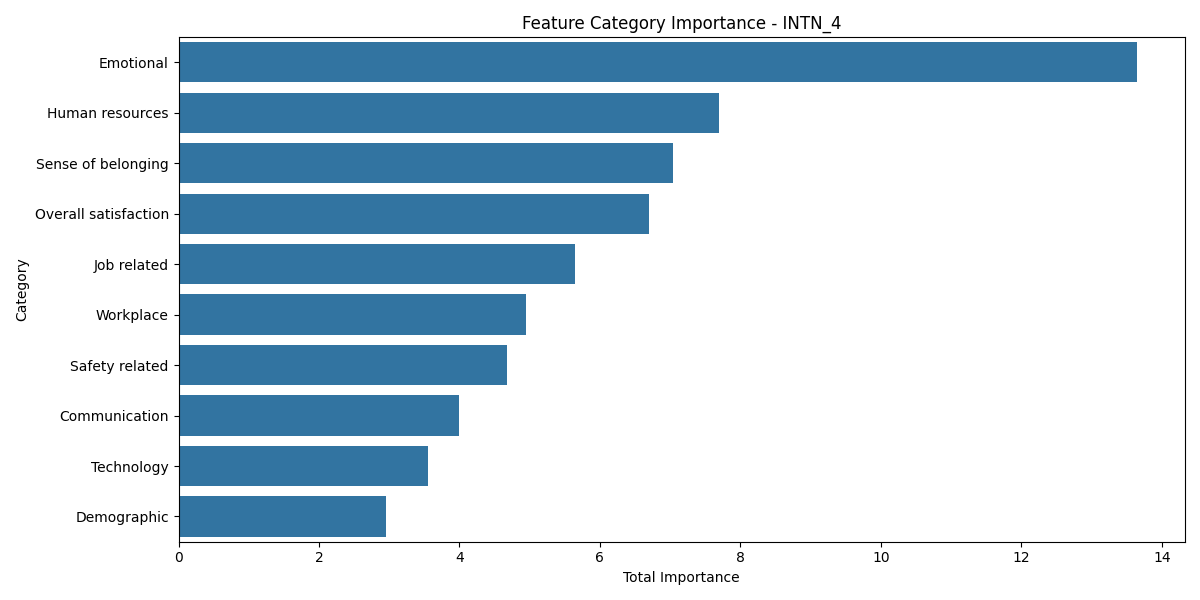 Feature Category Importance - INTN_4
Category
Emotional
Human resources
Sense of belonging
Overall satisfaction
Job related
Workplace
Safety related
Communication
Technology
Demographic
0 2 4 6 8 10 12 14
Total Importance